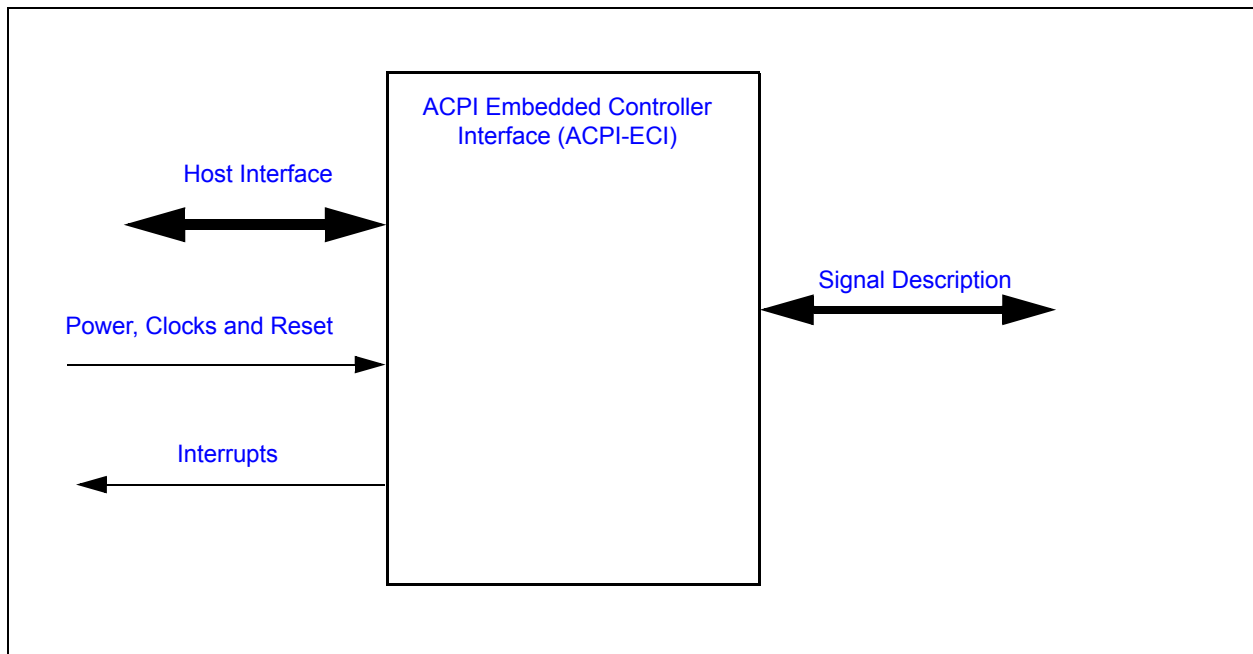 ACPI Embedded Controller
Interface (ACPI-ECI)
Host Interface
Signal Description
Power, Clocks and Reset
Interrupts